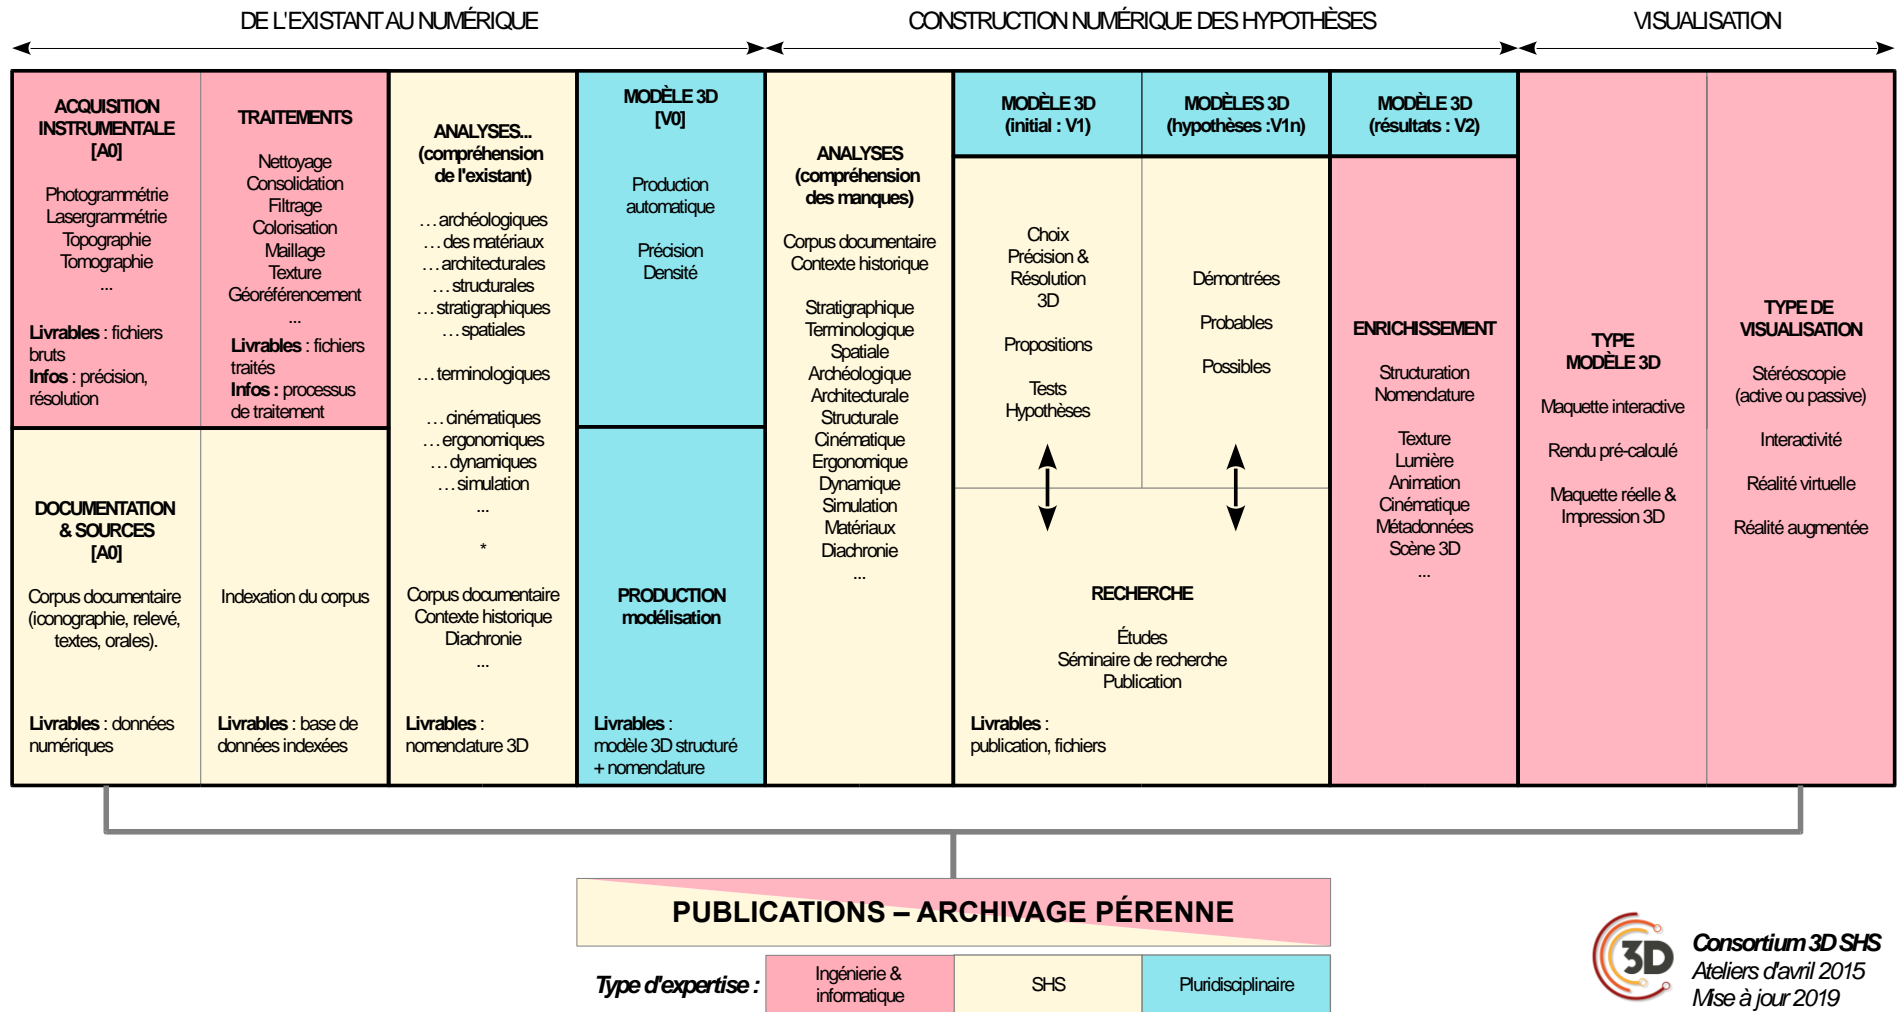 DE L'EXISTANT AU NUMÉRIQUE
CONSTRUCTION NUMÉRIQUE DES HYPOTHÈSES
VISUALISATION
ACQUISITION
INSTRUMENTALE
[A0]
Photogrammétrie
Lasergrammétrie
Topographie
Tomographie
...
Livrables : fichiers
bruts
Infos : précision,
résolution
TRAITEMENTS
Nettoyage
Consolidation
Filtrage
Colorisation
Maillage
Texture
Géoréférencement
...
Livrables : fichiers
traités
Infos : processus
de traitement
DOCUMENTATION
& SOURCES
[A0]
Corpus documentaire
(iconographie, relevé,
textes, orales).
Livrables : données
numériques
Indexation du corpus
Livrables : base de
données indexées
ANALYSES...
(compréhension
de l'existant)
...archéologiques
...des matériaux
...architecturales
...structurales
...stratigraphiques
...spatiales
...terminologiques
...cinématiques
...ergonomiques
...dynamiques
...simulation
...
*
Corpus documentaire
Contexte historique
Diachronie
...
Livrables :
nomenclature 3D
MODÈLE 3D
[V0]
Production
automatique
Précision
Densité
PRODUCTION
modélisation
Livrables :
modèle 3D structuré
+ nomenclature
ANALYSES
(compréhension
des manques)
Corpus documentaire
Contexte historique
Stratigraphique
Terminologique
Spatiale
Archéologique
Architecturale
Structurale
Cinématique
Ergonomique
Dynamique
Simulation
Matériaux
Diachronie
...
MODÈLE 3D
(initial : V1)
Choix
Précision &
Résolution
3D
Propositions
Tests
Hypothèses
MODÈLES 3D
(hypothèses :V1n)
Démontrées
Probables
Possibles
RECHERCHE
Études
Séminaire de recherche
Publication
Livrables :
publication, fichiers
MODÈLE 3D
(résultats : V2)
ENRICHISSEMENT
Structuration
Nomenclature
Texture
Lumière
Animation
Cinématique
Métadonnées
Scène 3D
...
TYPE
MODÈLE 3D
Maquette interactive
Rendu pré-calculé
Maquette réelle &
Impression 3D
TYPE DE
VISUALISATION
Stéréoscopie
(active ou passive)
Interactivité
Réalité virtuelle
Réalité augmentée
PUBLICATIONS – ARCHIVAGE PÉRENNE
Type d'expertise :
Ingénierie &
informatique
SHS
Pluridisciplinaire
3D
Consortium 3D SHS
Ateliers d'avril 2015
Mise à jour 2019